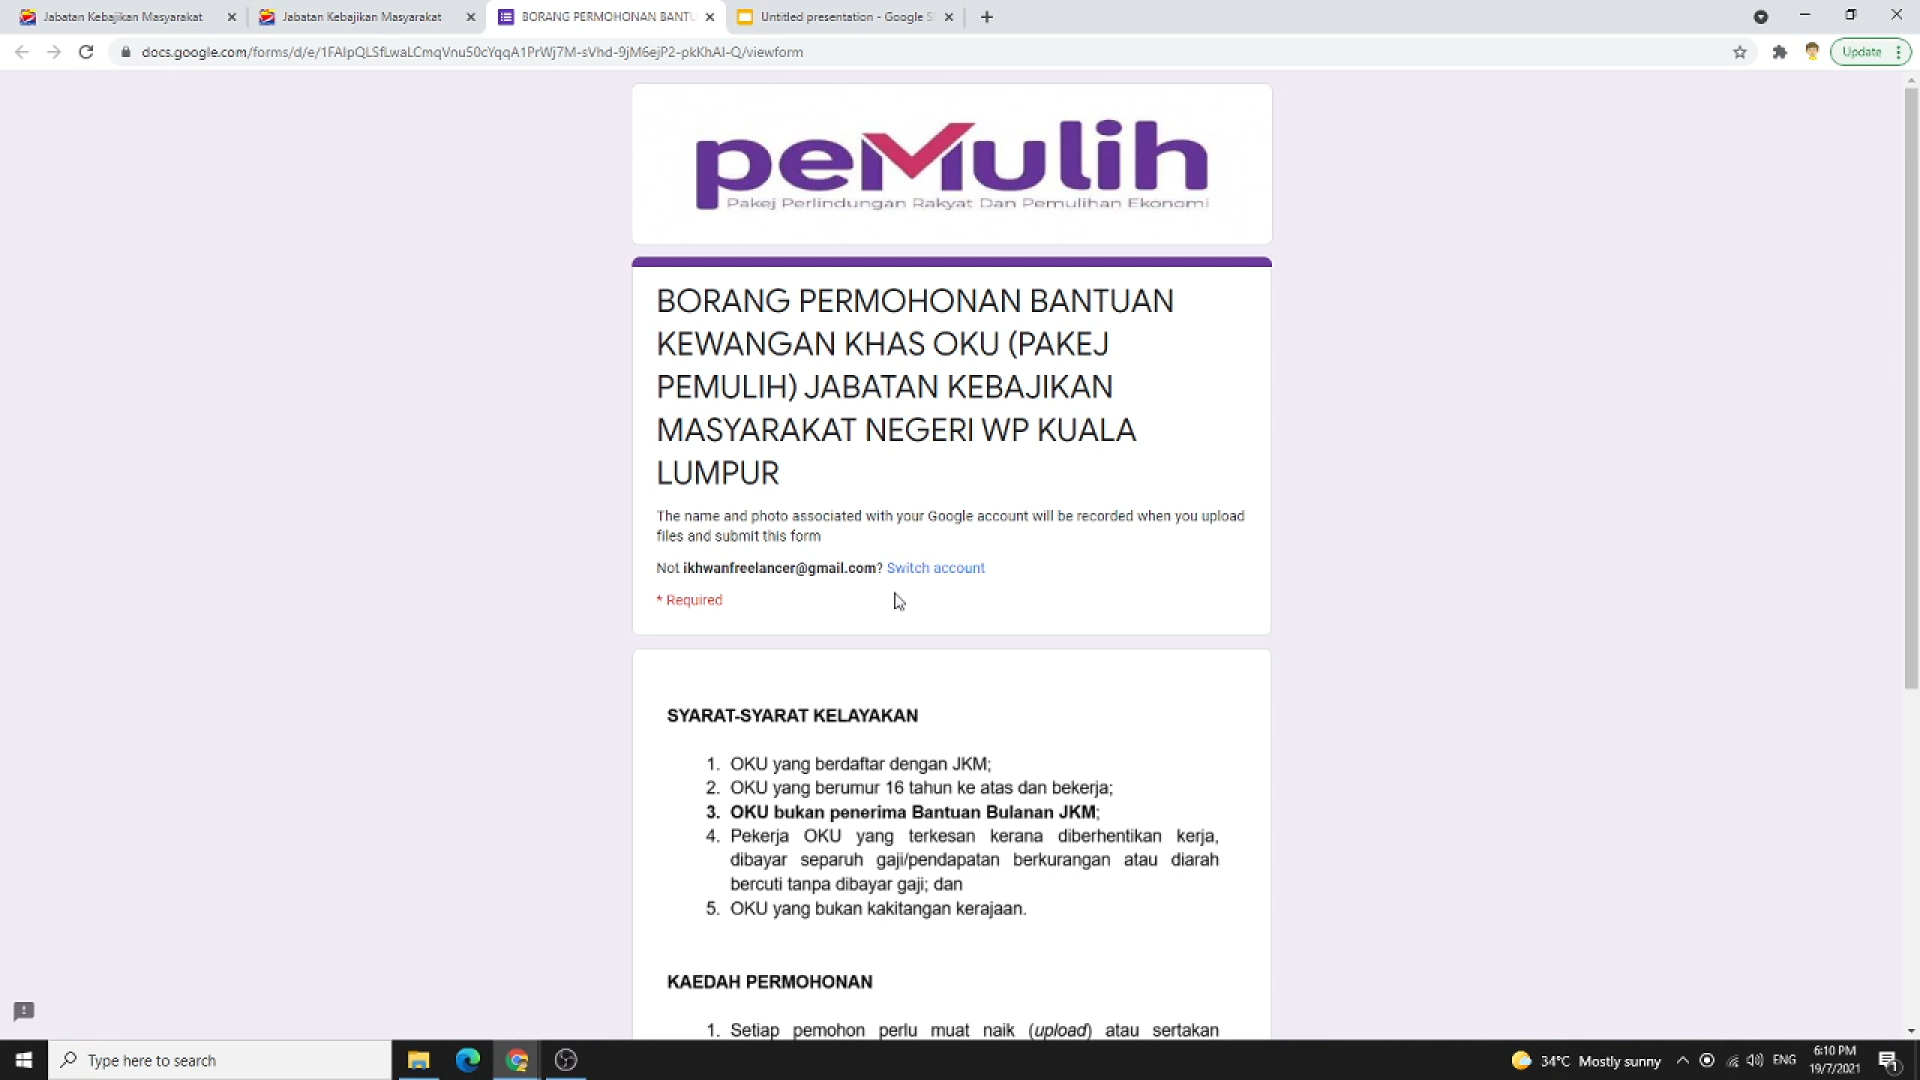 Jabatan Kebajikan Masyarakat
Jabatan Kebajikan Masyarakat
BORANG PERMOHONAN BANTU
Untitled presentation - Google S
docs.google.com/forms/d/e/1FAIpQLSfLwaLCmqVnu50cYqqA1PrWj7M-sVhd-9jM6ejP2-pkKhAI-Q/viewform
Update
peMulih
Pakej Perlindungan Rakyat Dan Pemulihan Ekonomi
BORANG PERMOHONAN BANTUAN
KEWANGAN KHAS OKU (PAKEJ
PEMULIH) JABATAN KEBAJIKAN
MASYARAKAT NEGERI WP KUALA
LUMPUR
The name and photo associated with your Google account will be recorded when you upload
files and submit this form
Not ikhwanfreelancer@gmail.com? Switch account
* Required
SYARAT-SYARAT KELAYAKAN
1. OKU yang berdaftar dengan JKM;
2. OKU yang berumur 16 tahun ke atas dan bekerja;
3. OKU bukan penerima Bantuan Bulanan JKM;
4. Pekerja OKU yang terkesan kerana diberhentikan kerja,
dibayar separuh gaji/pendapatan berkurangan atau diarah
bercuti tanpa dibayar gaji; dan
5. OKU yang bukan kakitangan kerajaan.
KAEDAH PERMOHONAN
1. Setiap pemohon perlu muat naik (upload) atau sertakan
Type here to search
34°C Mostly sunny
ENG
6:10 PM
19/7/2021
1